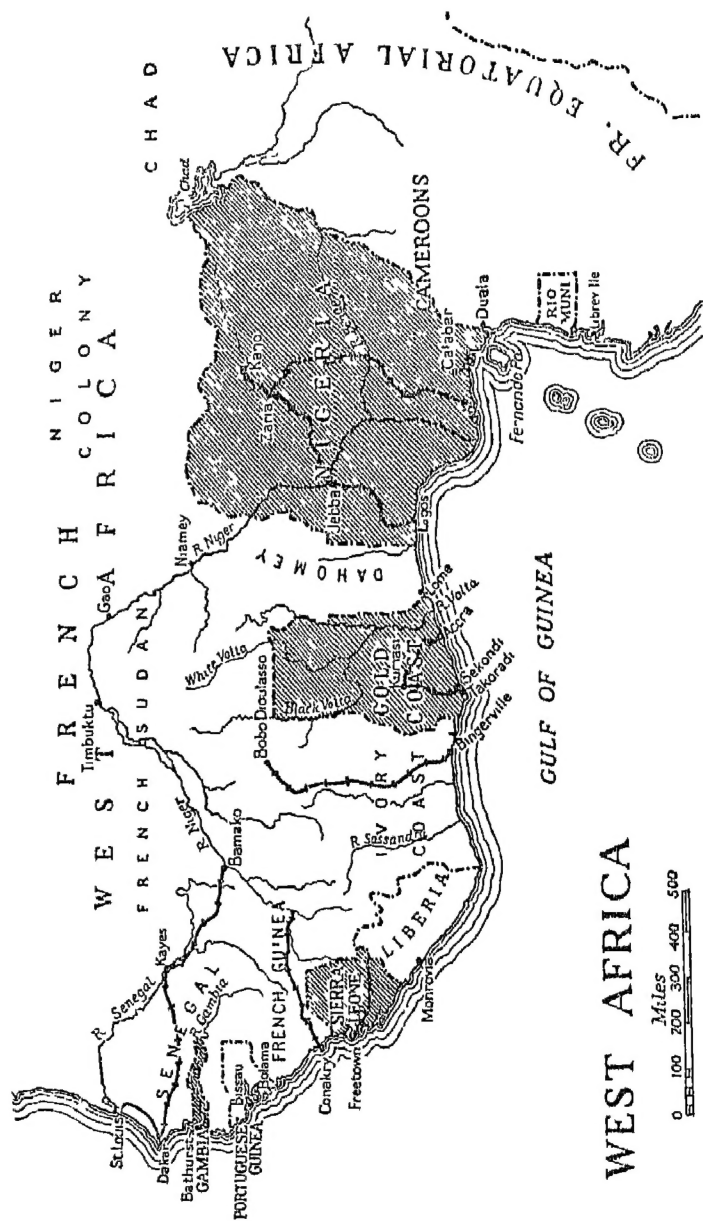 FRENCH
WEST AFRICA
NIGER
COLONY
CHAD
FR. EQUATORIAL AFRICA
Chad
Timbuktu
Gao
FRENCH SUDAN
Niamey
R. Niger
R. Niger
St. Louis
R. Senegal
Kayes
Dakar
SENEGAL
Bathurst
GAMBIA
R. Gambia
Bamako
PORTUGUESE
GUINEA
Bissau
Bolama
FRENCH GUINEA
Conakry
SIERRA
LEONE
Freetown
LIBERIA
Monrovia
R. Sassandra
IVORY
COAST
Bobo Dioulasso
Bingerville
White Volta
Black Volta
GOLD
COAST
Kumasi
Accra
Sekondi
Takoradi
R. Volta
Lome
DAHOMEY
NIGERIA
Kano
Zaria
Jebba
Lagos
Calabar
CAMEROONS
Duala
Fernando P
RIO
MUNI
GULF OF GUINEA
WEST AFRICA
Miles
0 100 200 300 400 500